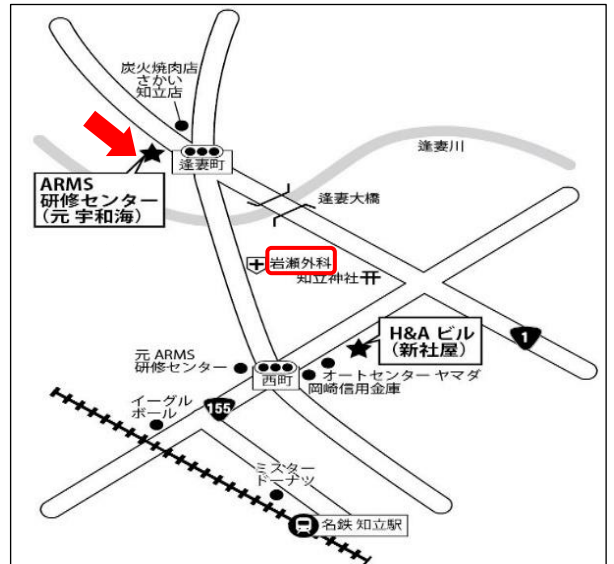 炭火焼肉店
さかい
知立店
逢妻町
逢妻川
ARMS
研修センター
(元 宇和海)
逢妻大橋
岩瀬外科
知立神社
H&A ビル
(新社屋)
1
元 ARMS
研修センター
西町
オートセンター ヤマダ
岡崎信用金庫
イーグル
ボール
155
ミスター
ドーナツ
名鉄 知立駅